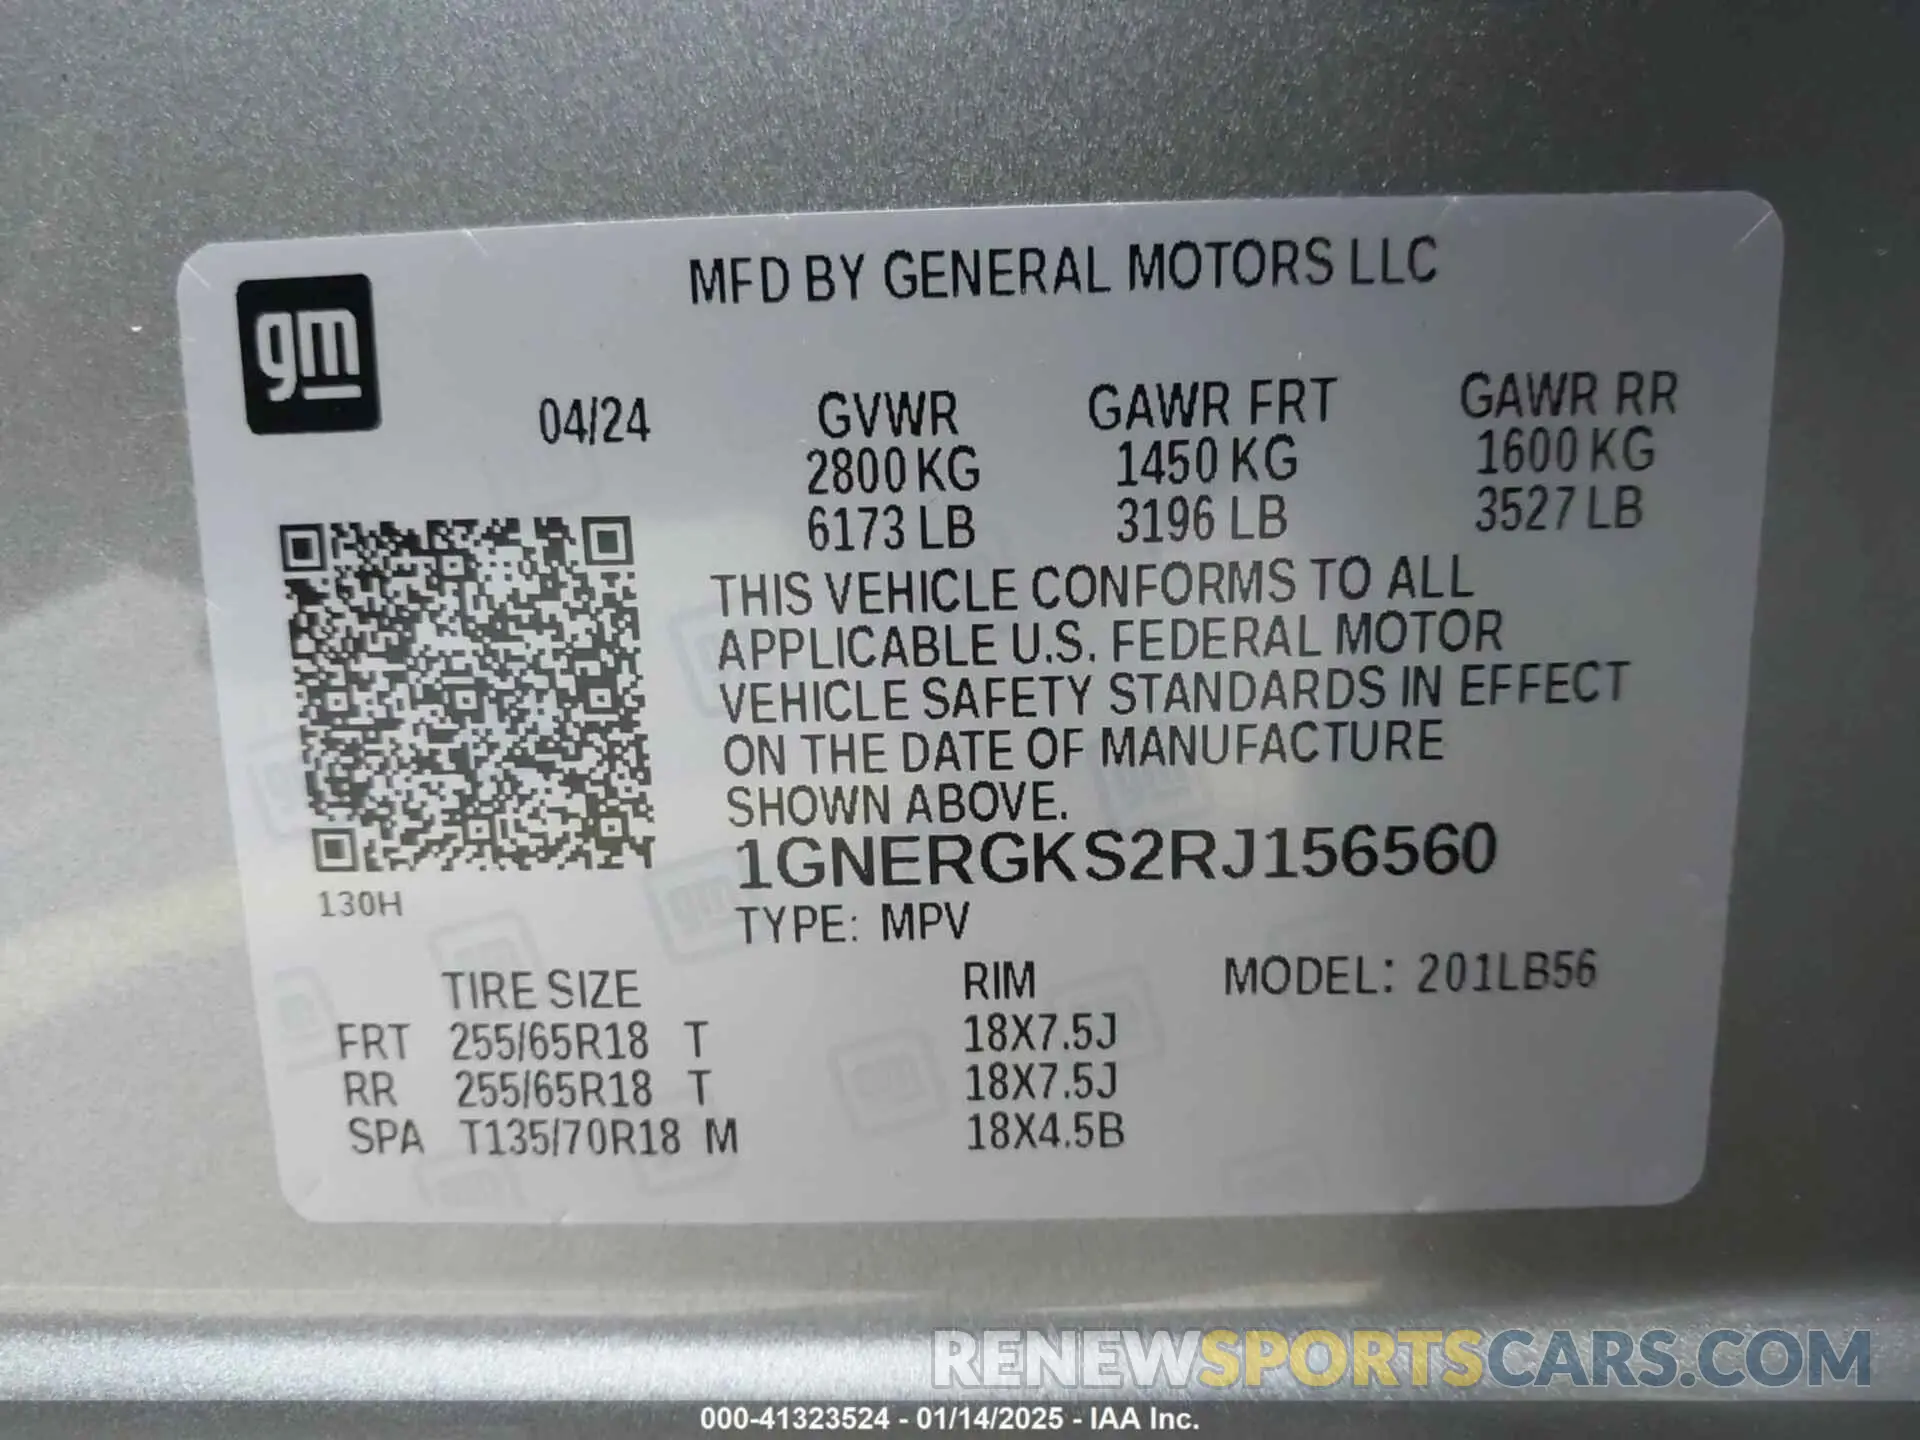 MFD BY GENERAL MOTORS LLC
gm
04/24 GVWR GAWR FRT GAWR RR
2800 KG 1450 KG 1600 KG
6173 LB 3196 LB 3527 LB
THIS VEHICLE CONFORMS TO ALL
APPLICABLE U.S. FEDERAL MOTOR
VEHICLE SAFETY STANDARDS IN EFFECT
ON THE DATE OF MANUFACTURE
SHOWN ABOVE.
1GNERGKS2RJ156560
130H
TYPE: MPV
TIRE SIZE RIM MODEL: 201LB56
FRT 255/65R18 T 18X7.5J
RR 255/65R18 T 18X7.5J
SPA T135/70R18 M 18X4.5B
RENEWSPORTSCARS.COM
000-41323524 - 01/14/2025 - IAA Inc.